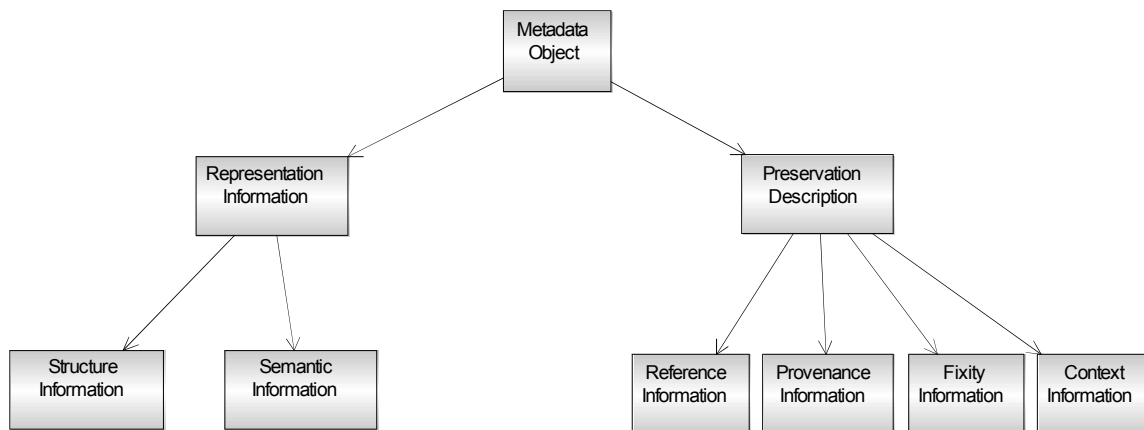 Metadata
Object
Representation
Information
Preservation
Description
Structure
Information
Semantic
Information
Reference
Information
Provenance
Information
Fixity
Information
Context
Information